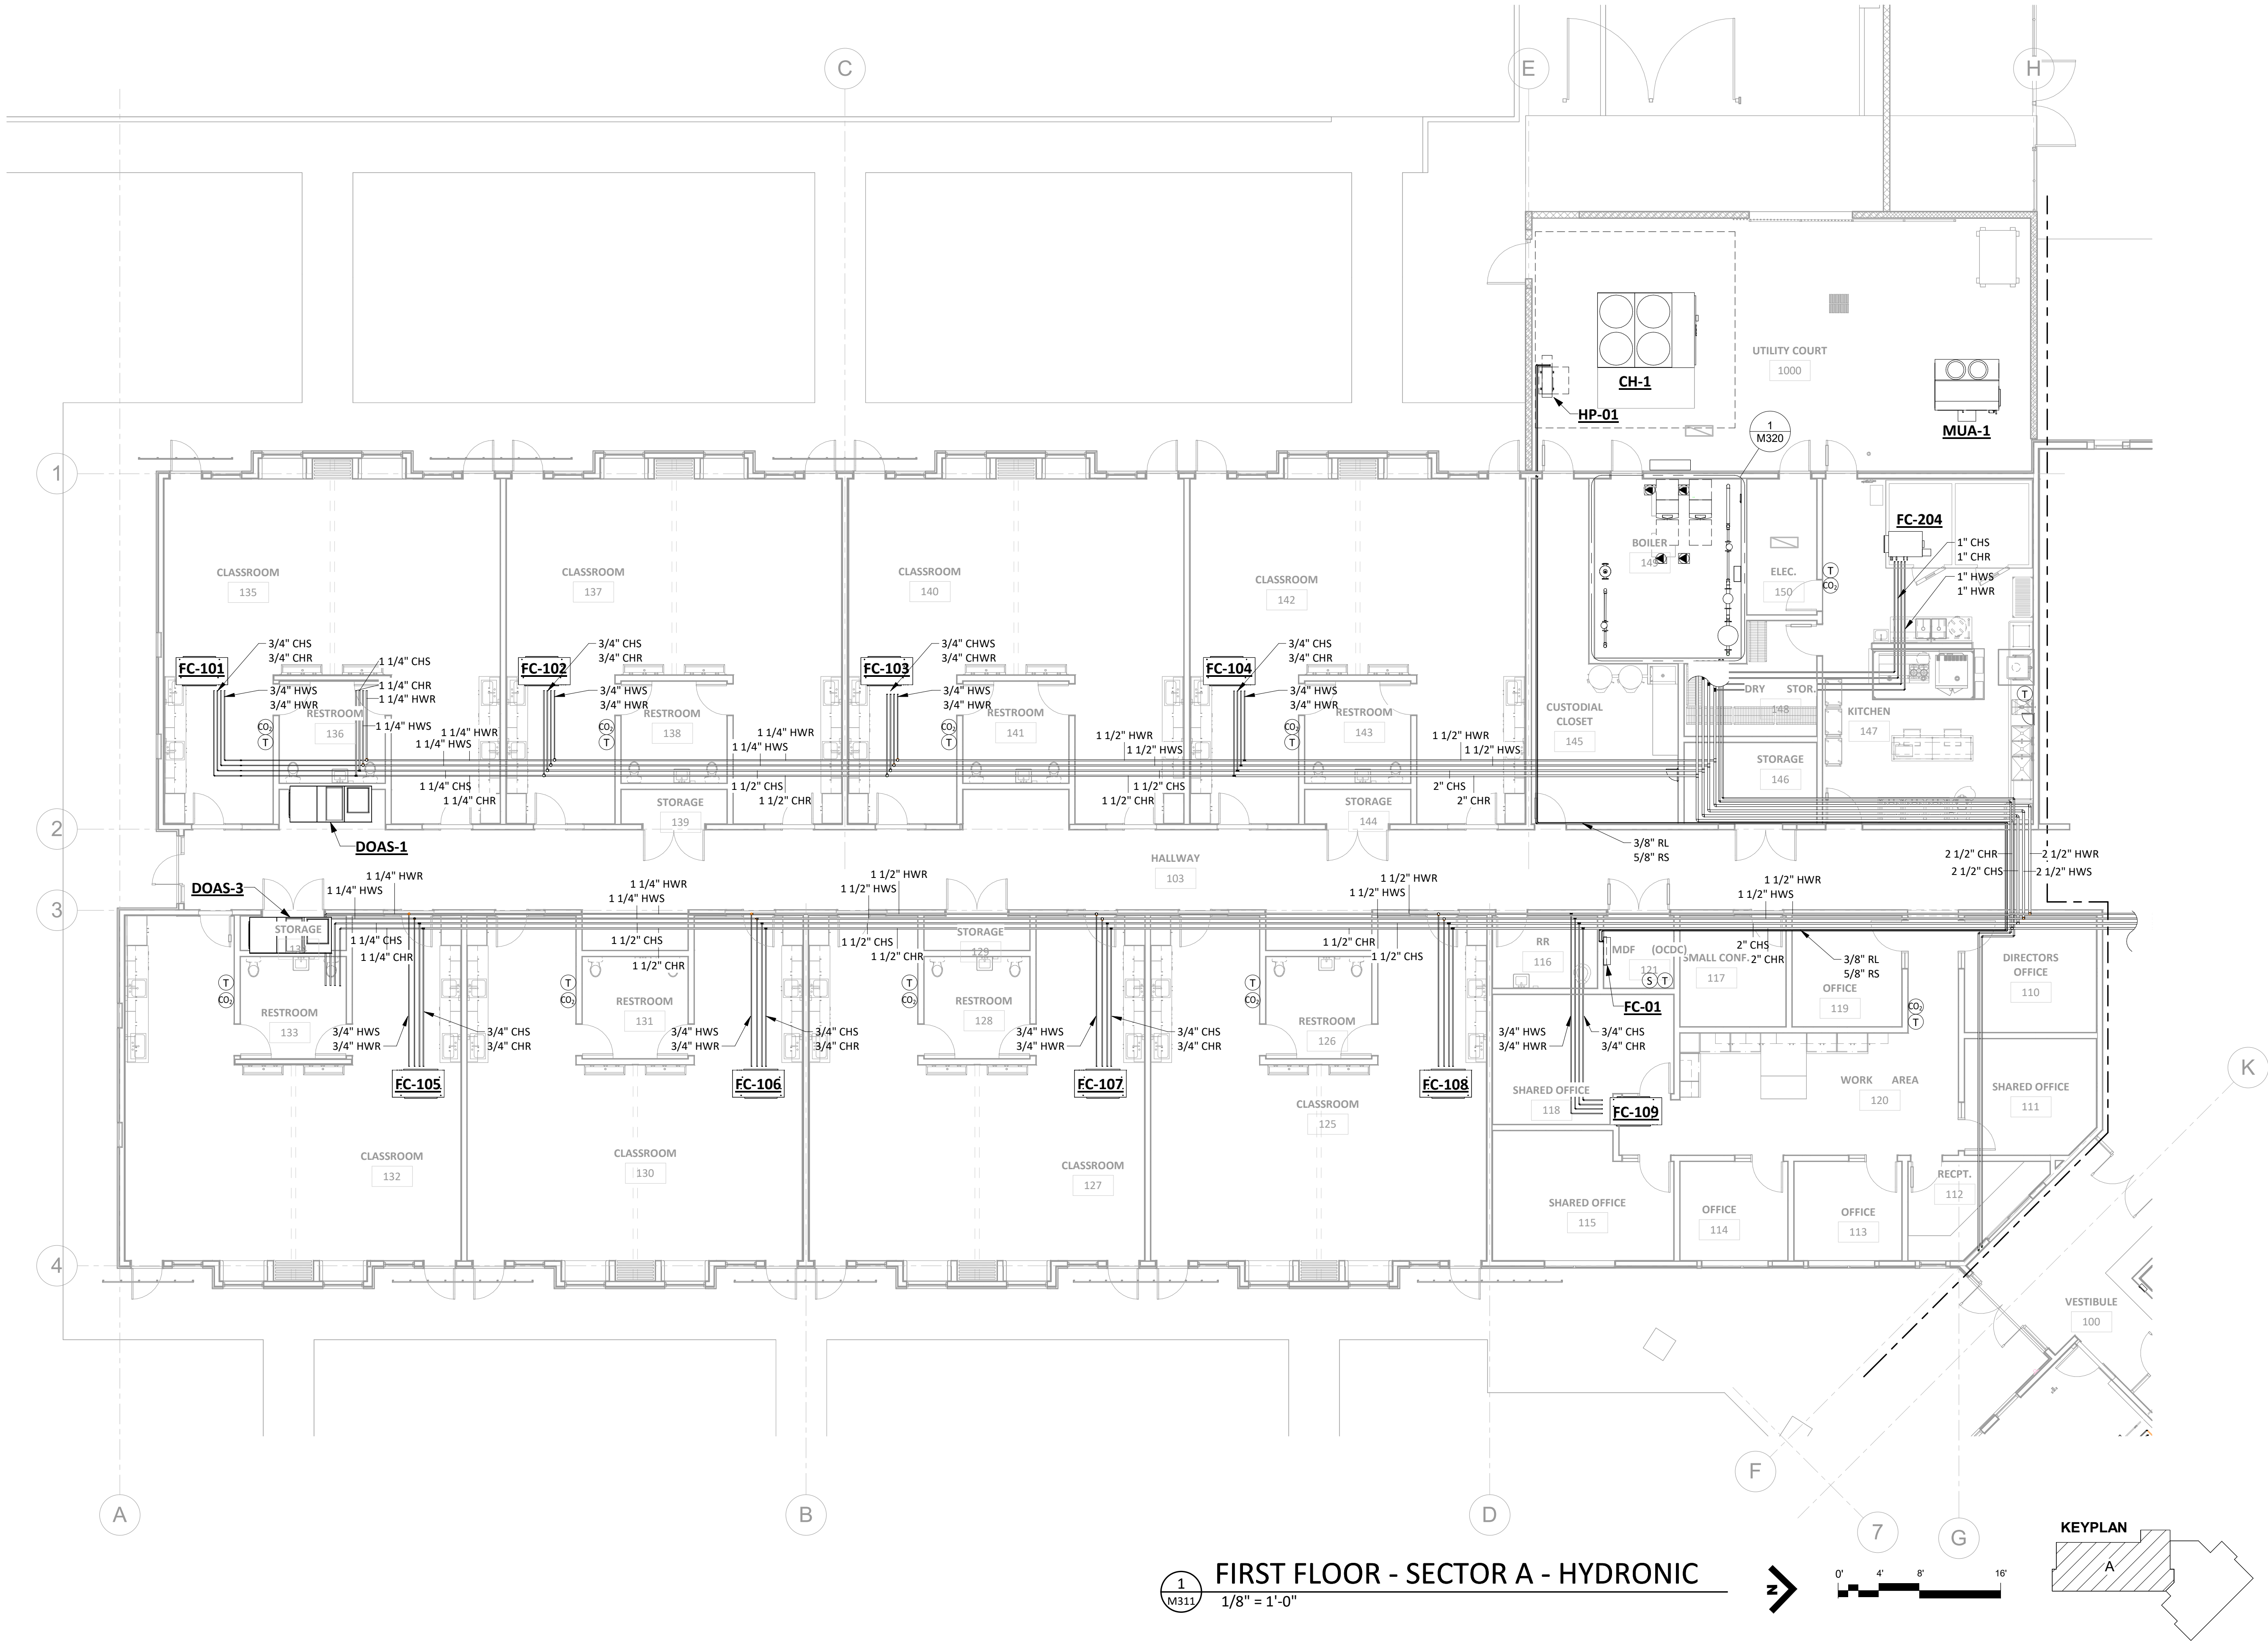 C
E
H
1
UTILITY COURT
1000
CH-1
HP-01
MUA-1
1
M320
CLASSROOM
135
CLASSROOM
137
CLASSROOM
140
CLASSROOM
142
BOILER
149
ELEC.
150
T
CO2
FC-204
1" CHS
1" CHR
1" HWS
1" HWR
FC-101
3/4" CHS
3/4" CHR
3/4" HWS
3/4" HWR
1 1/4" CHS
1 1/4" CHR
1 1/4" HWR
1 1/4" HWS
RESTROOM
136
CO2
T
FC-102
3/4" CHS
3/4" CHR
3/4" HWS
3/4" HWR
RESTROOM
138
CO2
T
FC-103
3/4" CHWS
3/4" CHWR
3/4" HWS
3/4" HWR
RESTROOM
141
CO2
T
FC-104
3/4" CHS
3/4" CHR
3/4" HWS
3/4" HWR
RESTROOM
143
CO2
T
CUSTODIAL
CLOSET
145
DRY STOR.
148
KITCHEN
147
T
STORAGE
146
1 1/4" HWR
1 1/4" HWS
1 1/4" CHS
1 1/4" CHR
1 1/4" HWR
1 1/4" HWS
1 1/2" CHS
1 1/2" CHR
1 1/2" HWR
1 1/2" HWS
1 1/2" CHS
1 1/2" CHR
1 1/2" HWR
1 1/2" HWS
2" CHS
2" CHR
STORAGE
139
STORAGE
144
2
DOAS-1
HALLWAY
103
3/8" RL
5/8" RS
2 1/2" CHR
2 1/2" CHS
2 1/2" HWR
2 1/2" HWS
DOAS-3
3
1 1/4" HWR
1 1/4" HWS
1 1/4" HWR
1 1/4" HWS
1 1/2" HWR
1 1/2" HWS
1 1/2" HWR
1 1/2" HWS
1 1/2" HWR
1 1/2" HWS
STORAGE
1 1/4" CHS
1 1/4" CHR
1 1/2" CHS
1 1/2" CHR
1 1/2" CHS
1 1/2" CHR
STORAGE
129
1 1/2" CHR
1 1/2" CHS
RR
116
MDF (OCDC)
121
S
T
SMALL CONF.
117
2" CHS
2" CHR
3/8" RL
5/8" RS
OFFICE
119
CO2
T
DIRECTORS
OFFICE
110
T
CO2
RESTROOM
133
3/4" HWS
3/4" HWR
3/4" CHS
3/4" CHR
FC-105
T
CO2
RESTROOM
131
3/4" HWS
3/4" HWR
3/4" CHS
3/4" CHR
FC-106
T
CO2
RESTROOM
128
3/4" HWS
3/4" HWR
3/4" CHS
3/4" CHR
FC-107
T
CO2
RESTROOM
126
FC-108
FC-01
3/4" HWS
3/4" HWR
3/4" CHS
3/4" CHR
SHARED OFFICE
118
FC-109
WORK AREA
120
SHARED OFFICE
111
K
CLASSROOM
132
CLASSROOM
130
CLASSROOM
127
CLASSROOM
125
SHARED OFFICE
115
OFFICE
114
OFFICE
113
RECPT.
112
4
VESTIBULE
100
A
B
D
F
7
G
1
M311
FIRST FLOOR - SECTOR A - HYDRONIC
1/8" = 1'-0"
N
0'
4'
8'
16'
KEYPLAN
A